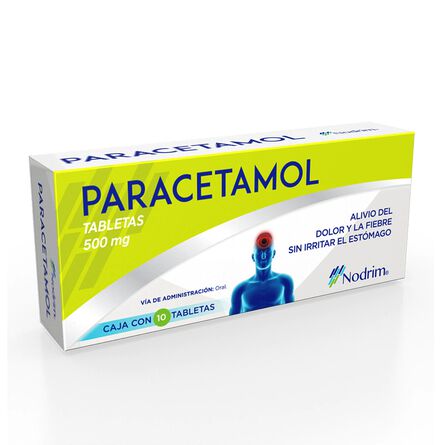 PARACETAMOL
PARACETAMOL
TABLETAS
500 mg
ALIVIO DEL
DOLOR Y LA FIEBRE
SIN IRRITAR EL ESTÓMAGO
Nodrim®
VÍA DE ADMINISTRACIÓN: Oral.
CAJA CON 10 TABLETAS
PARACETAMOL